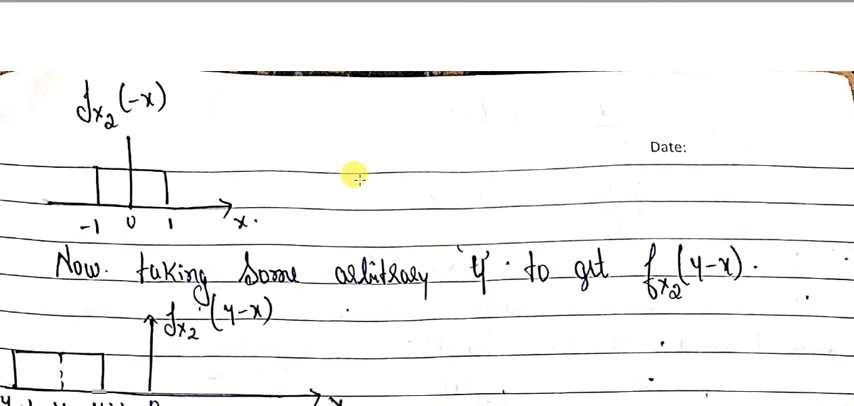 fx₂(-x)
Date:
-1 0 1 x.
Now taking some arbitrary 'y' to get fx₂(y-x).
fx₂(y-x)